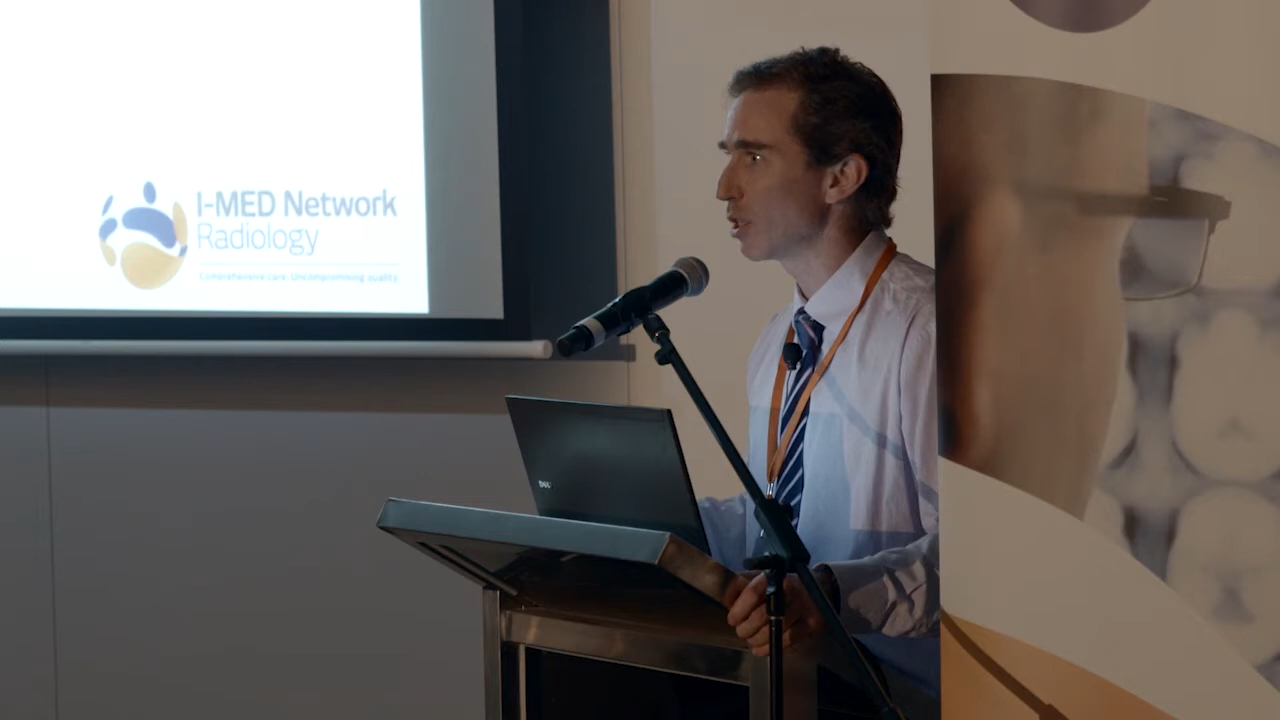 I-MED Network
Radiology
Comprehensive care. Uncompromising quality.
DELL